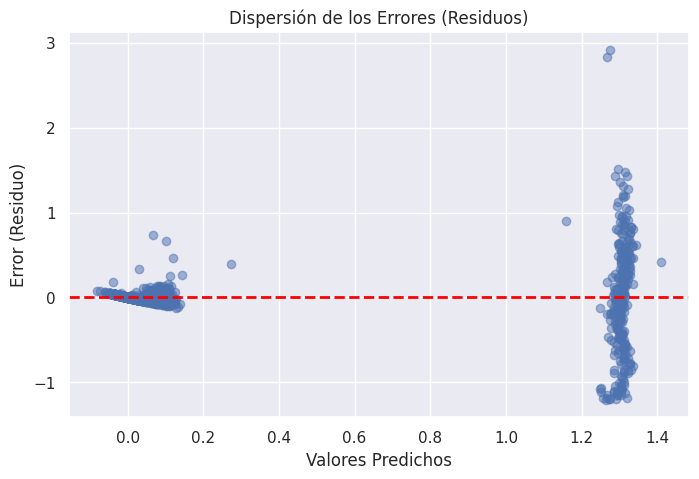 Dispersión de los Errores (Residuos)
Error (Residuo)
3
2
1
0
−1
0.0 0.2 0.4 0.6 0.8 1.0 1.2 1.4
Valores Predichos